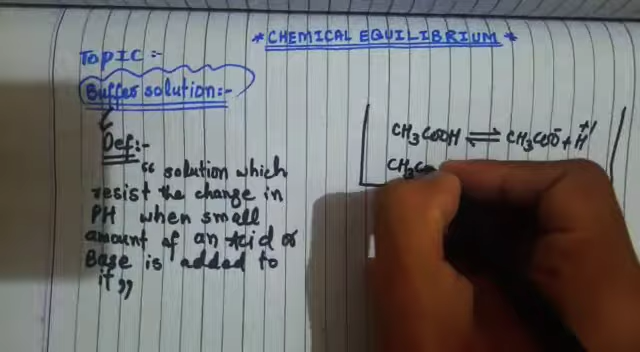 * CHEMICAL EQUILIBRIUM *
TOPIC :-
Buffer solution:-
Def:-
" solution which
resist the change in
PH when small
amount of an Acid or
Base is added to
it "
CH3COOH ⇌ CH3COO⁻ + H⁺